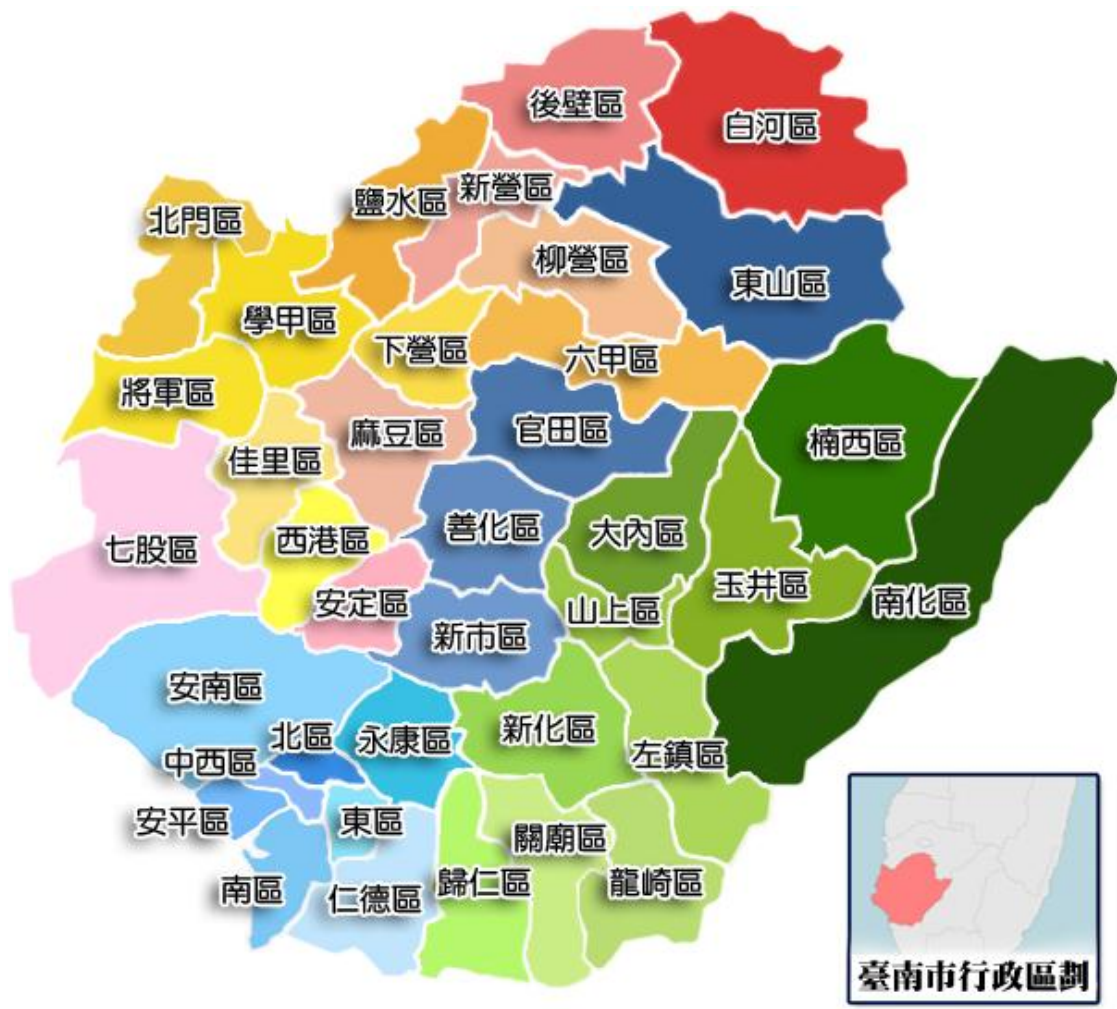 後壁區
白河區
新營區
鹽水區
北門區
柳營區
東山區
學甲區
下營區
六甲區
將軍區
麻豆區
官田區
楠西區
佳里區
善化區
大內區
西港區
七股區
玉井區
安定區
山上區
南化區
新市區
安南區
北區
永康區
新化區
左鎮區
中西區
安平區
東區
關廟區
南區
仁德區
歸仁區
龍崎區
臺南市行政區劃